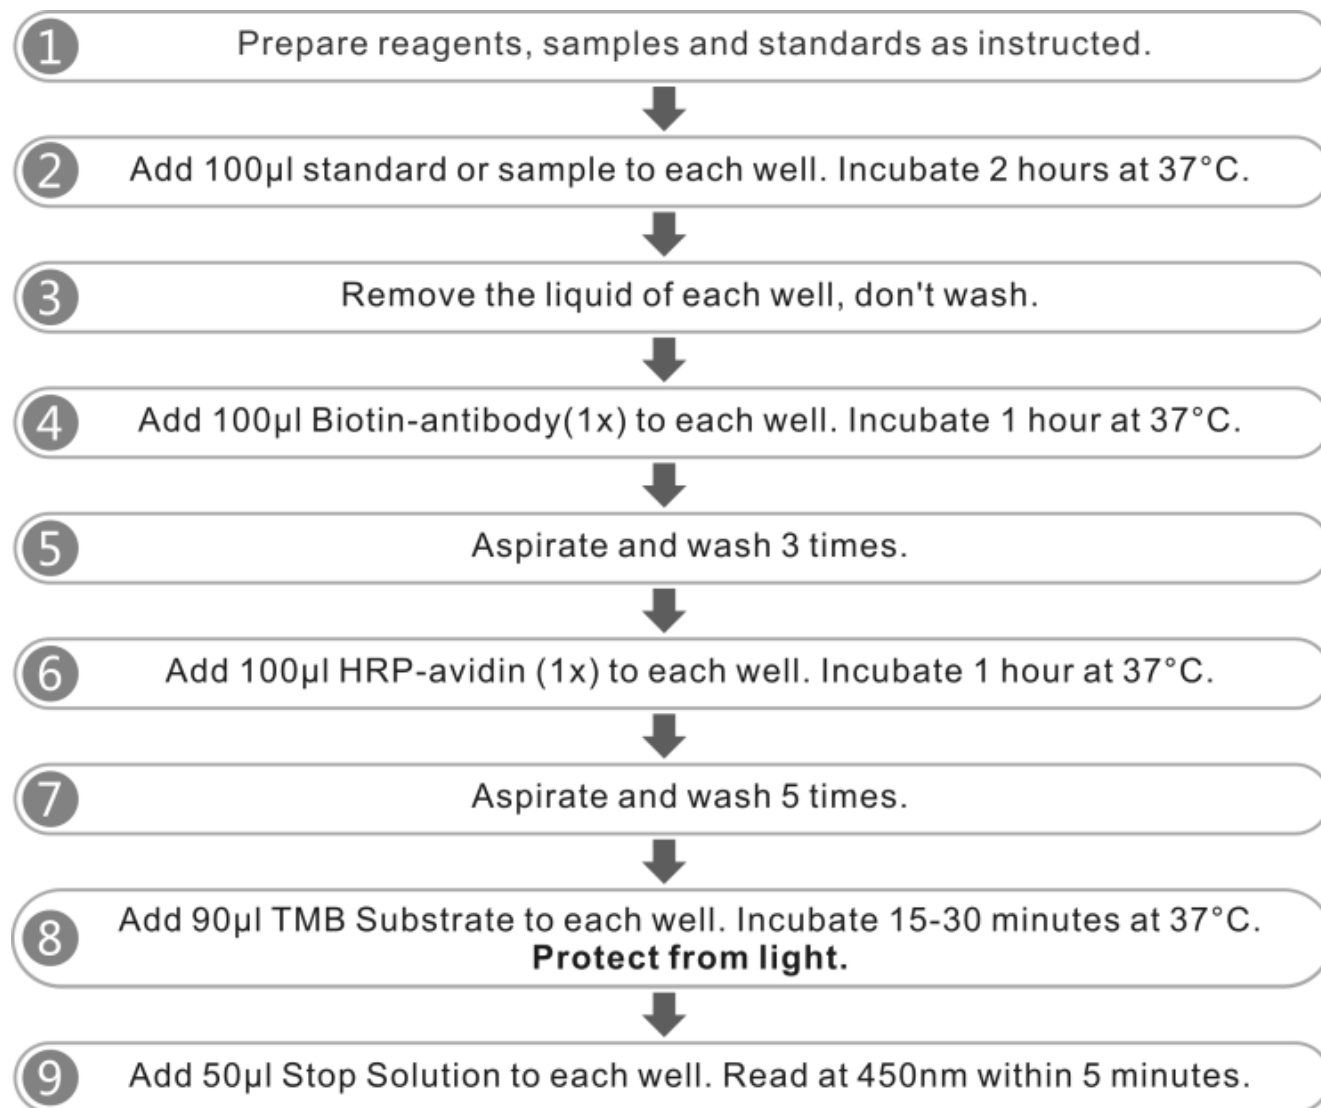 1 Prepare reagents, samples and standards as instructed.
2 Add 100µl standard or sample to each well. Incubate 2 hours at 37°C.
3 Remove the liquid of each well, don't wash.
4 Add 100µl Biotin-antibody(1x) to each well. Incubate 1 hour at 37°C.
5 Aspirate and wash 3 times.
6 Add 100µl HRP-avidin (1x) to each well. Incubate 1 hour at 37°C.
7 Aspirate and wash 5 times.
8 Add 90µl TMB Substrate to each well. Incubate 15-30 minutes at 37°C.
Protect from light.
9 Add 50µl Stop Solution to each well. Read at 450nm within 5 minutes.